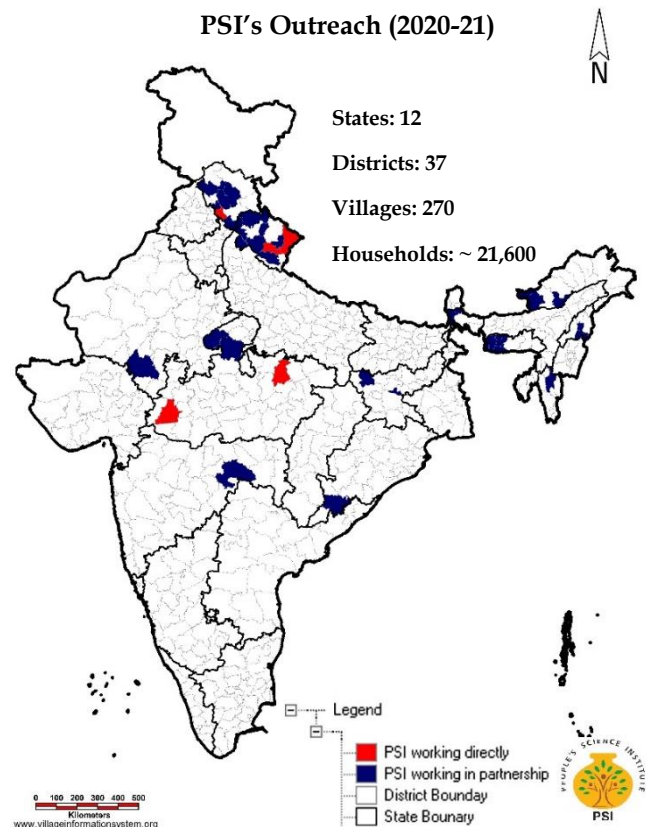 PSI's Outreach (2020-21)
N
States: 12
Districts: 37
Villages: 270
Households: ~ 21,600
Legend
PSI working directly
PSI working in partnership
District Bounday
State Bounary
0 100 200 300 400 500
Kilometers
www.villageinformationsystem.org
PEOPLE'S SCIENCE INSTITUTE
PSI